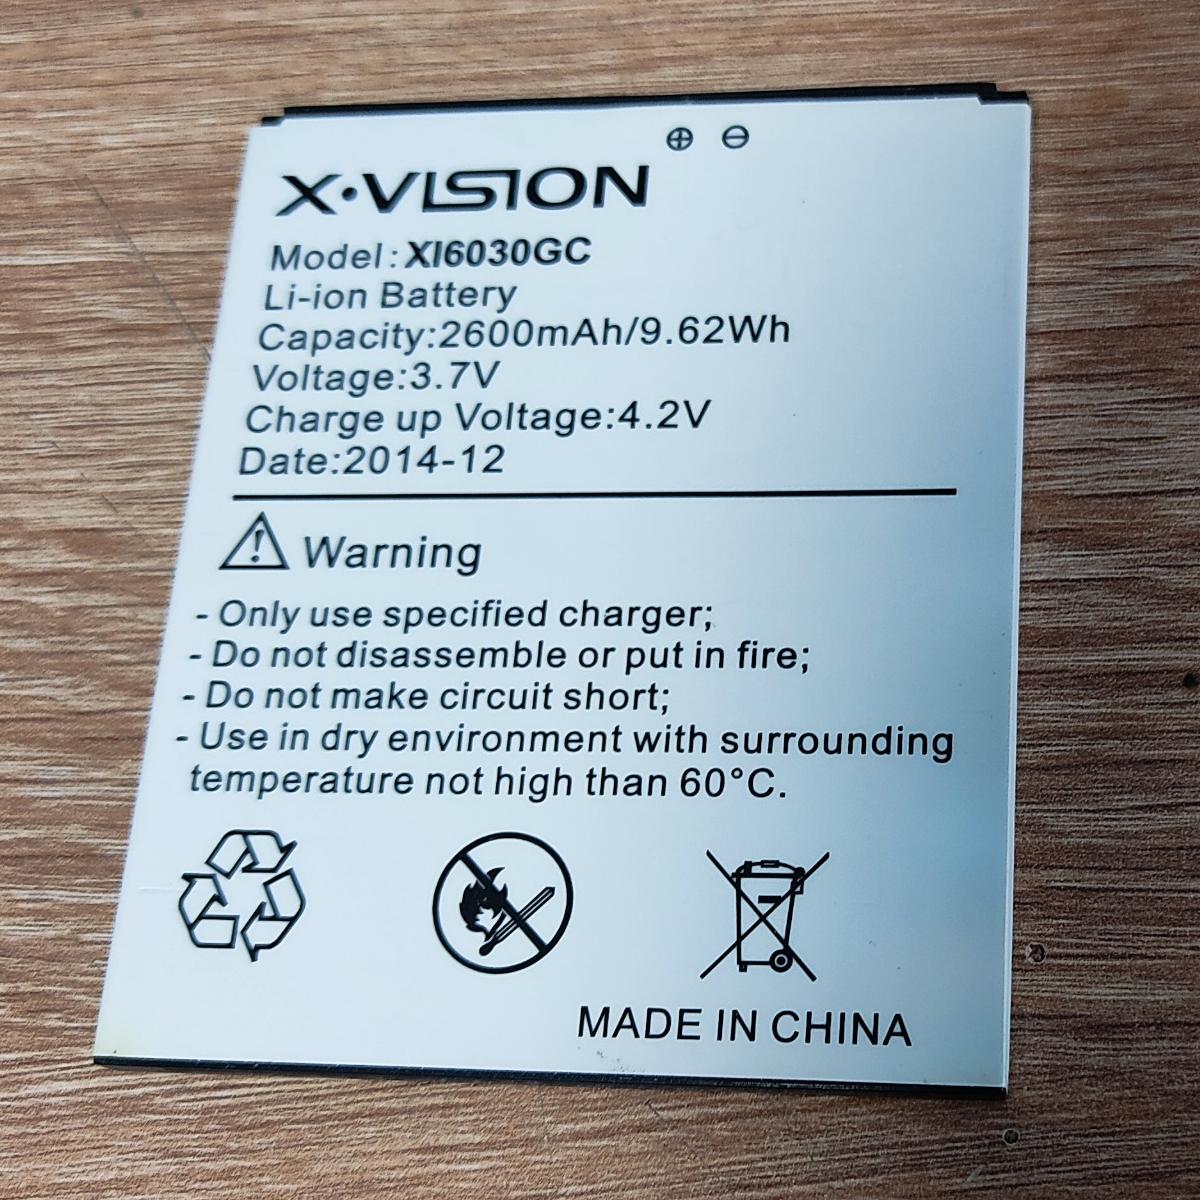 X·VISION
Model:XI6030GC
Li-ion Battery
Capacity:2600mAh/9.62Wh
Voltage:3.7V
Charge up Voltage:4.2V
Date:2014-12
Warning
- Only use specified charger;
- Do not disassemble or put in fire;
- Do not make circuit short;
- Use in dry environment with surrounding
temperature not high than 60°C.
MADE IN CHINA